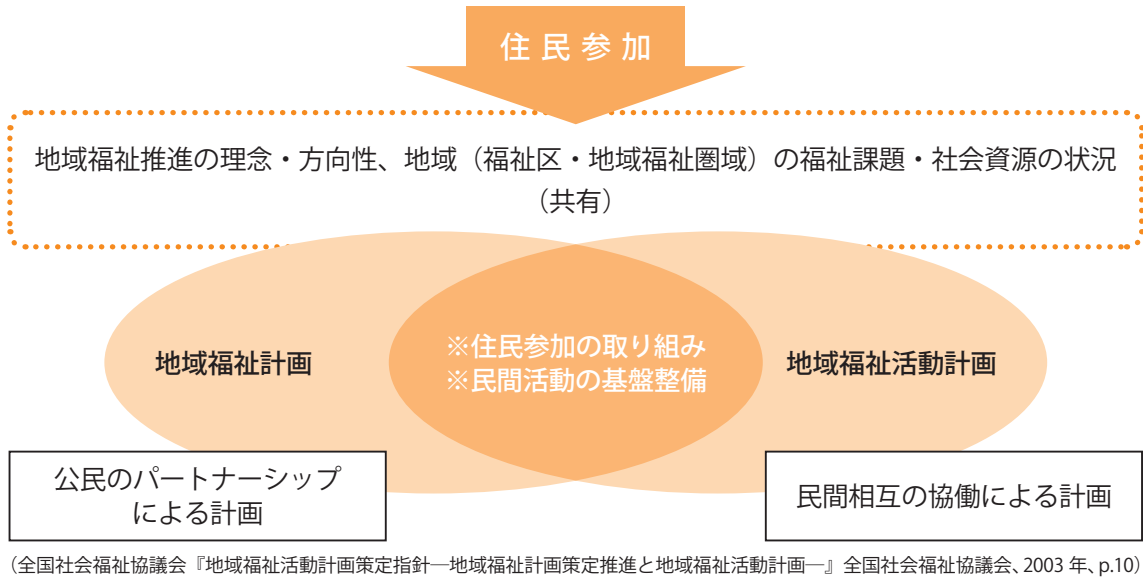 住民参加
地域福祉推進の理念・方向性、地域（福祉区・地域福祉圏域）の福祉課題・社会資源の状況
（共有）
地域福祉計画
※住民参加の取り組み
※民間活動の基盤整備
地域福祉活動計画
公民のパートナーシップ
による計画
民間相互の協働による計画
（全国社会福祉協議会『地域福祉活動計画策定指針―地域福祉計画策定推進と地域福祉活動計画―』全国社会福祉協議会、2003 年、p.10）